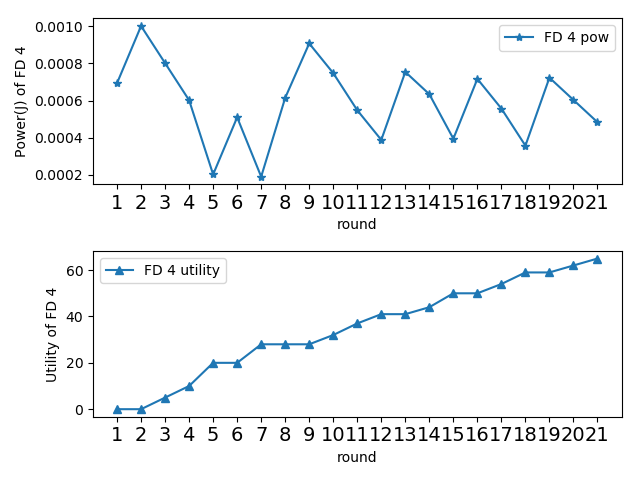 0.0010
0.0008
0.0006
0.0004
0.0002
Power(J) of FD 4
FD 4 pow
1 2 3 4 5 6 7 8 9 10 11 12 13 14 15 16 17 18 19 20 21
round
60
40
20
0
Utility of FD 4
FD 4 utility
1 2 3 4 5 6 7 8 9 10 11 12 13 14 15 16 17 18 19 20 21
round